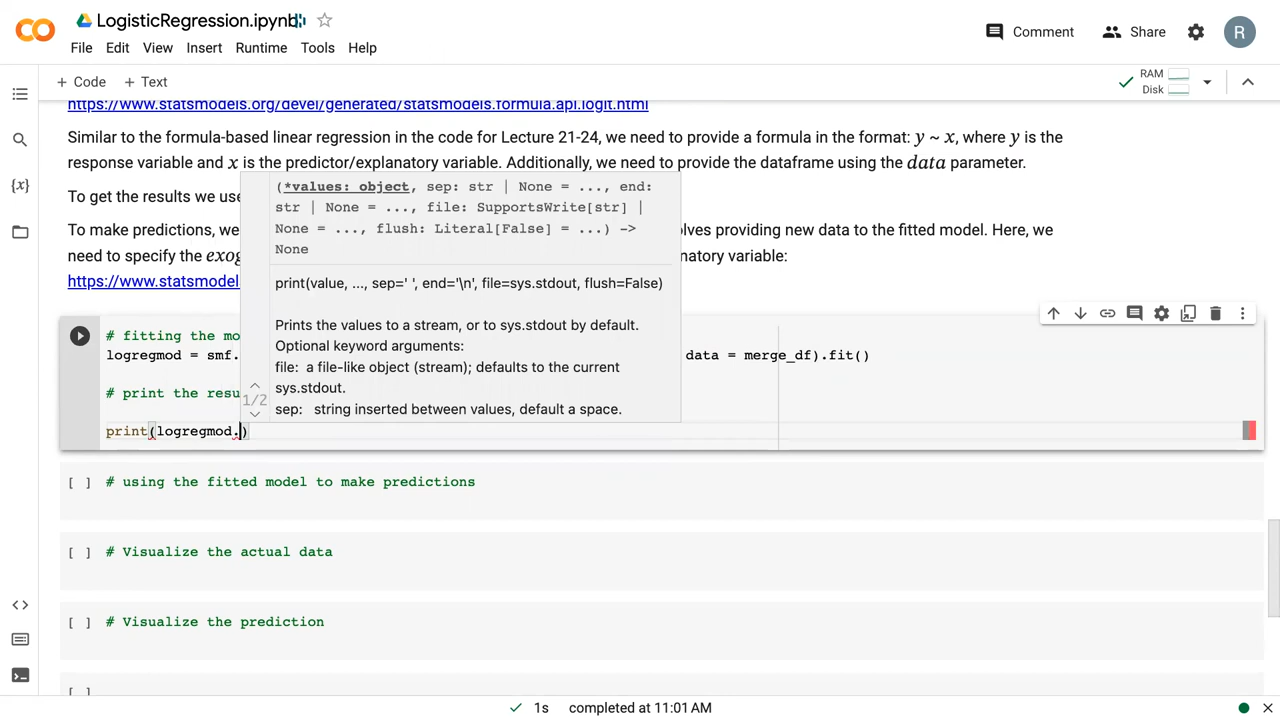 LogisticRegression.ipynb
File Edit View Insert Runtime Tools Help
Comment Share R
+ Code + Text
RAM
Disk
https://www.statsmodels.org/devel/generated/statsmodels.formula.api.logit.html
Similar to the formula-based linear regression in the code for Lecture 21-24, we need to provide a formula in the format: y ~ x, where y is the
response variable and x is the predictor/explanatory variable. Additionally, we need to provide the dataframe using the data parameter.
To get the results we use
To make predictions, we olves providing new data to the fitted model. Here, we
need to specify the exog natory variable:
https://www.statsmodel
(*values: object, sep: str | None = ..., end:
str | None = ..., file: SupportsWrite[str] |
None = ..., flush: Literal[False] = ...) ->
None
print(value, ..., sep=' ', end='\n', file=sys.stdout, flush=False)
Prints the values to a stream, or to sys.stdout by default.
Optional keyword arguments:
file: a file-like object (stream); defaults to the current
sys.stdout.
sep: string inserted between values, default a space.
1/2
# fitting the mo
logregmod = smf. data = merge_df).fit()
# print the resu
print(logregmod.)
[ ] # using the fitted model to make predictions
[ ] # Visualize the actual data
[ ] # Visualize the prediction
[ ]
1s completed at 11:01 AM